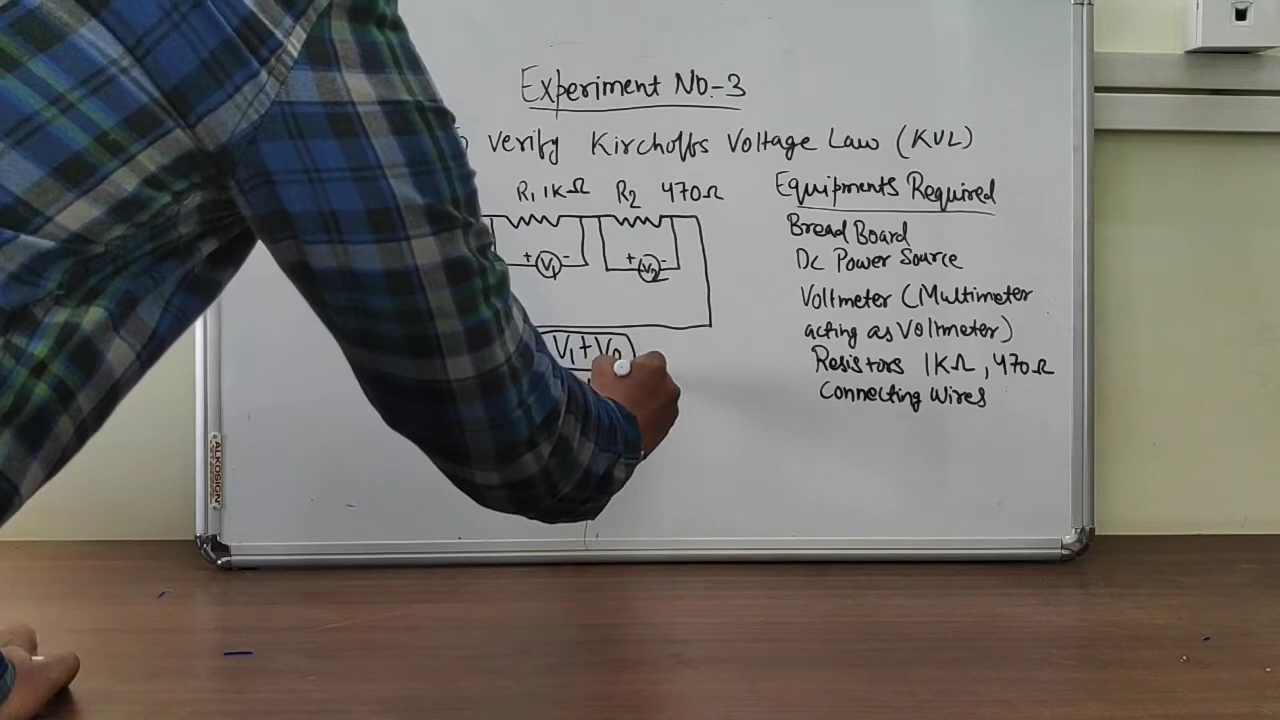 Experiment No.-3
verify Kirchoffs Voltage Law (KVL)
R1 1KΩ R2 470Ω
+ V1 -
+ V2 -
V1+V2
Equipments Required
Bread Board
Dc Power Source
Voltmeter (Multimeter
acting as Voltmeter)
Resistors 1KΩ, 470Ω
Connecting Wires
ALKOSIGN